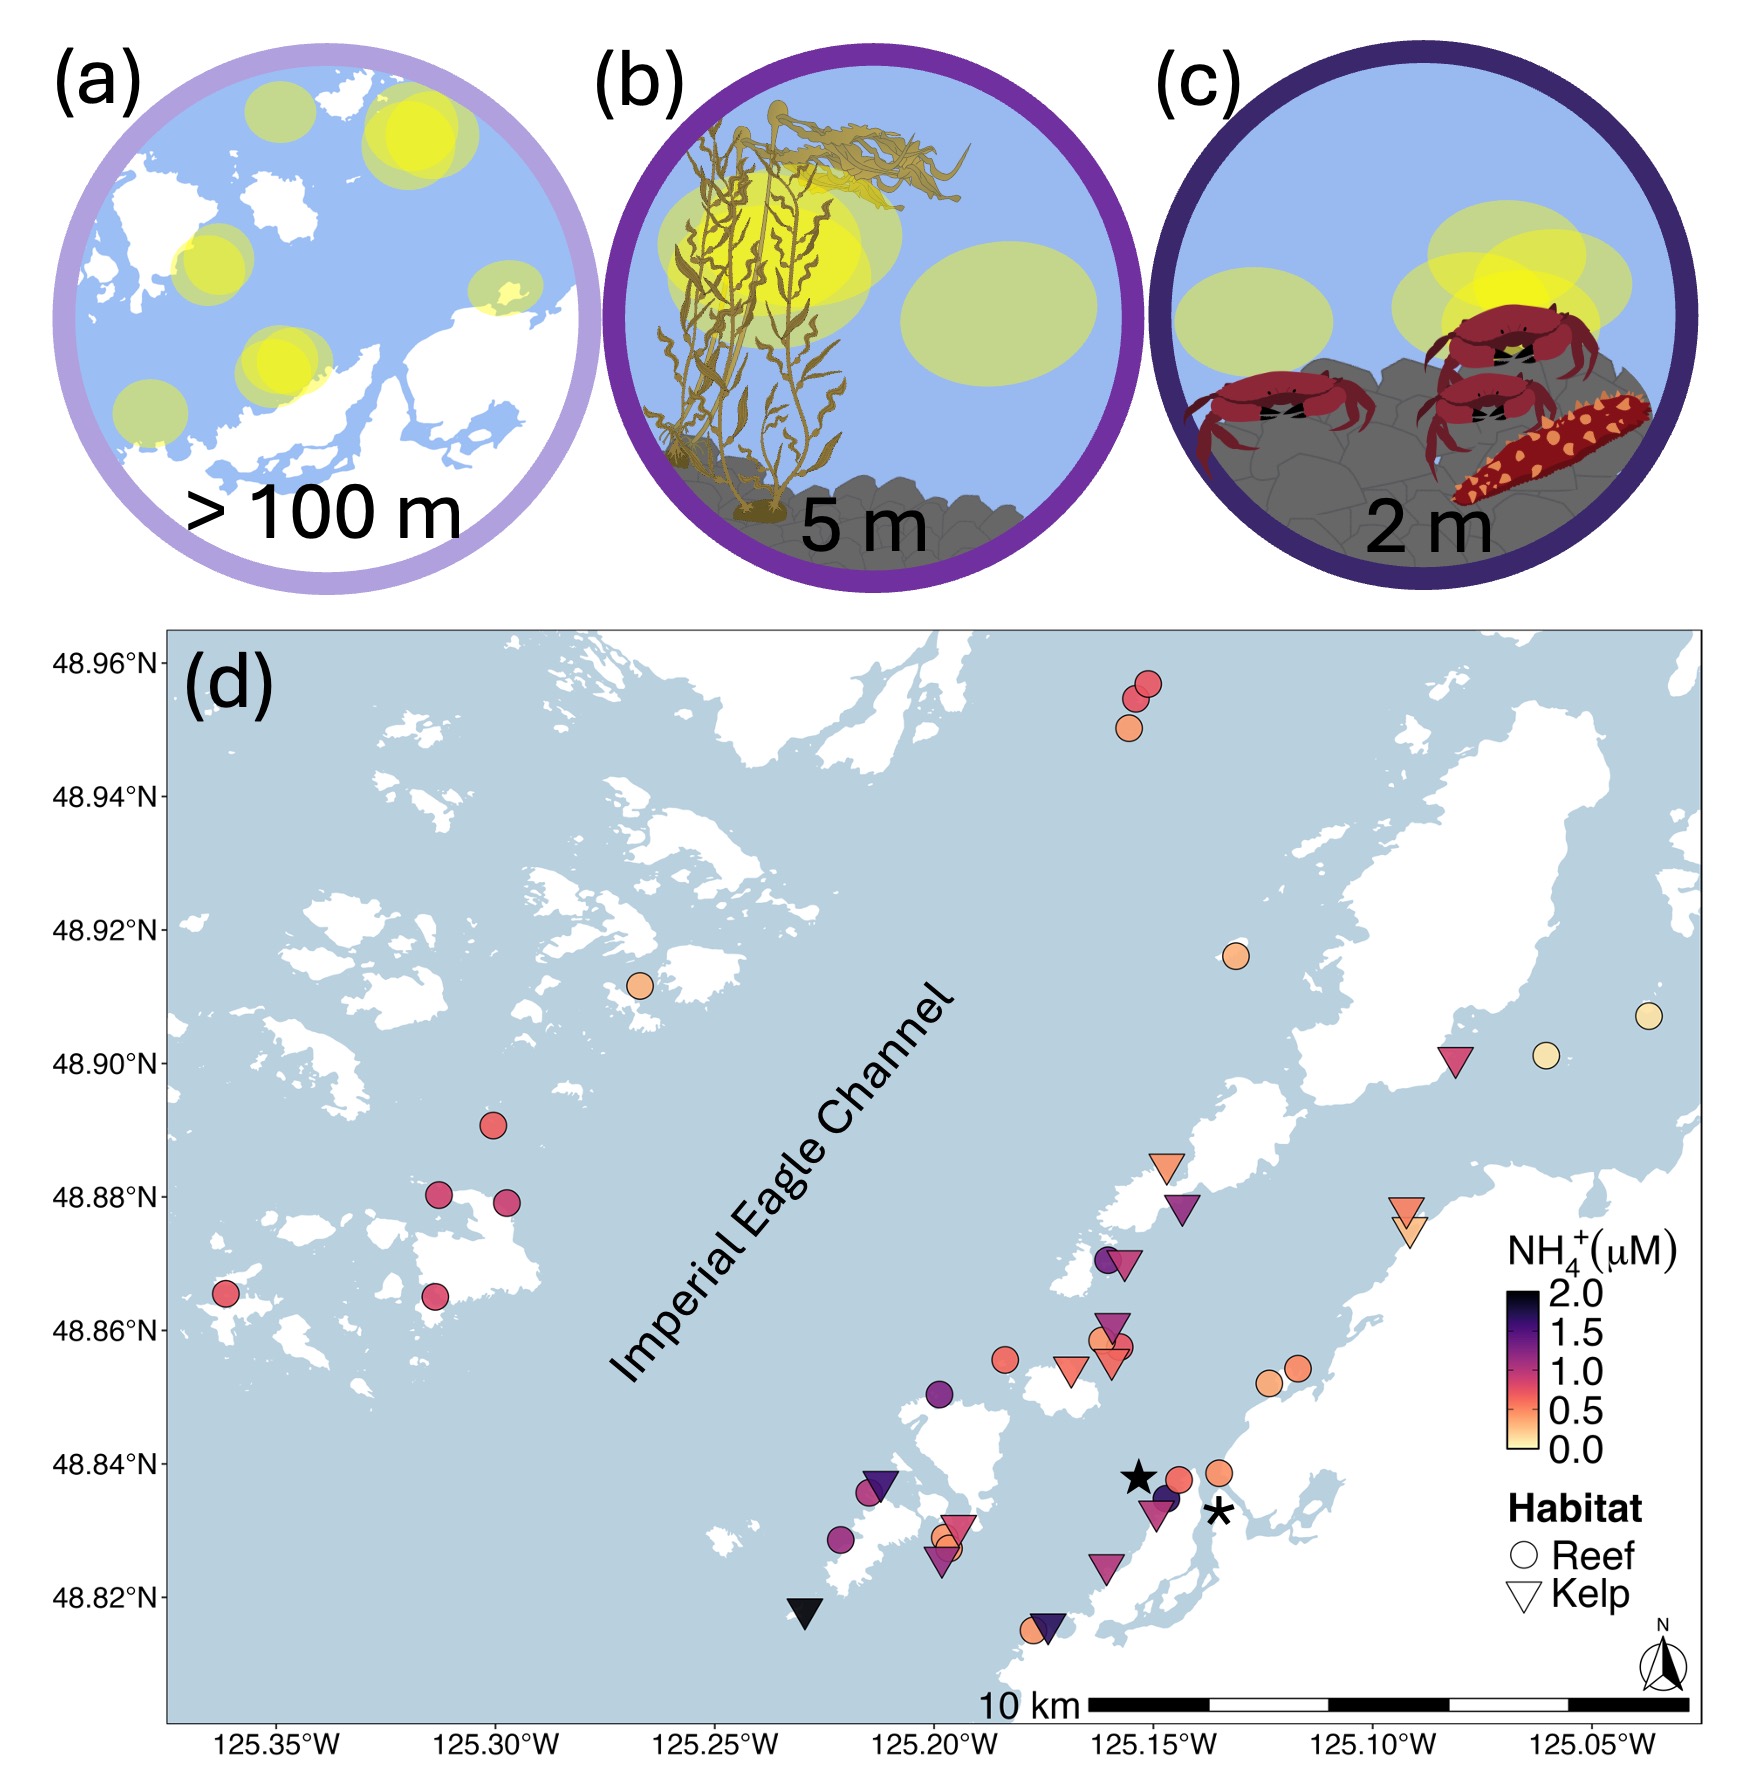 (a)
(b)
(c)
> 100 m
5 m
2 m
(d)
48.96°N
48.94°N
48.92°N
48.90°N
48.88°N
48.86°N
48.84°N
48.82°N
Imperial Eagle Channel
NH₄⁺(μM)
2.0
1.5
1.0
0.5
0.0
Habitat
Reef
Kelp
N
10 km
125.35°W
125.30°W
125.25°W
125.20°W
125.15°W
125.10°W
125.05°W